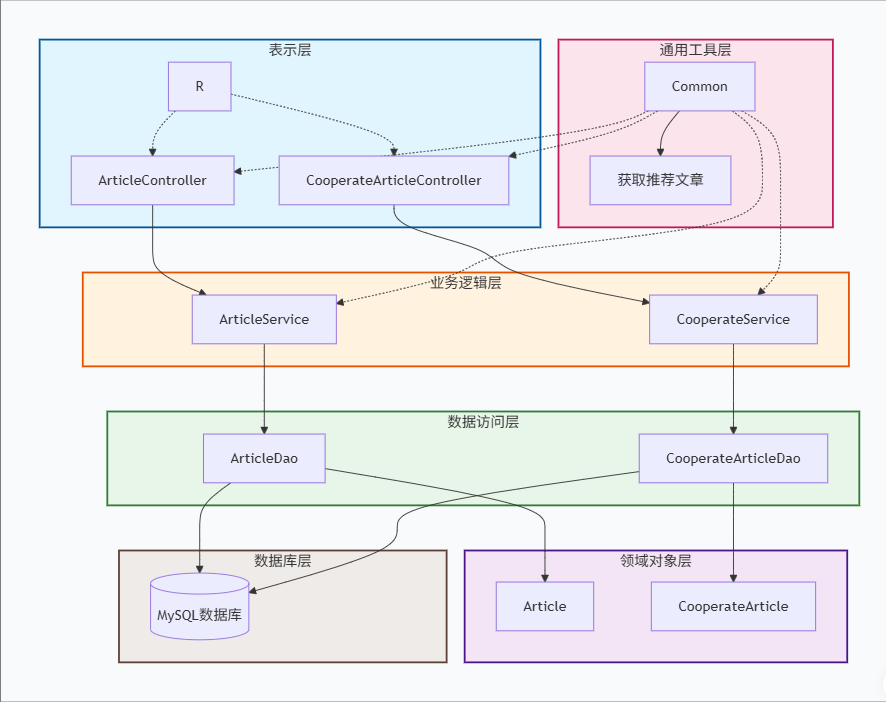 表示层
通用工具层
R
Common
ArticleController
CooperateArticleController
获取推荐文章
业务逻辑层
ArticleService
CooperateService
数据访问层
ArticleDao
CooperateArticleDao
数据库层
领域对象层
MySQL数据库
Article
CooperateArticle